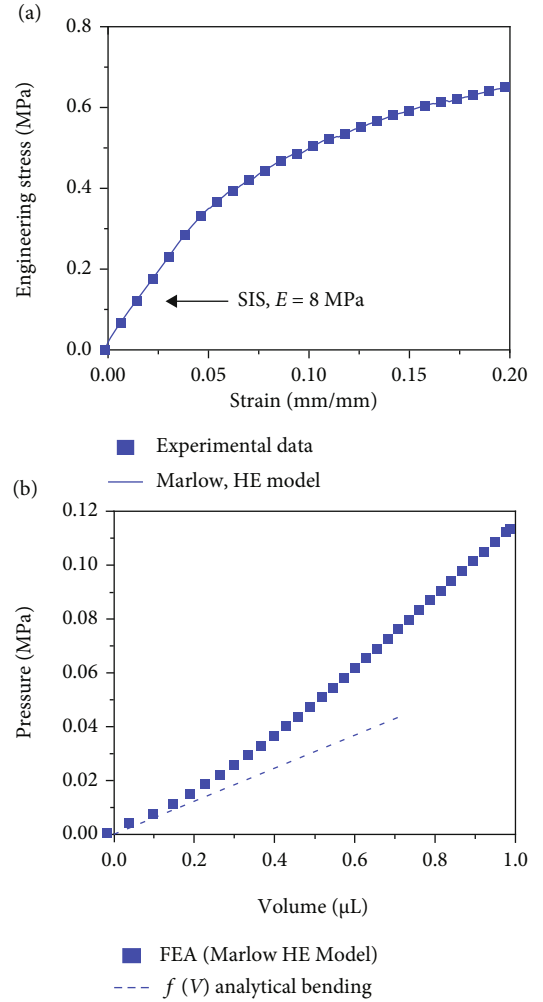 (a)
0.8
0.6
0.4
0.2
0.0
Engineering stress (MPa)
SIS, E = 8 MPa
0.00 0.05 0.10 0.15 0.20
Strain (mm/mm)
Experimental data
Marlow, HE model
(b)
0.12
0.10
0.08
0.06
0.04
0.02
0.00
Pressure (MPa)
0.0 0.2 0.4 0.6 0.8 1.0
Volume (μL)
FEA (Marlow HE Model)
f (V) analytical bending